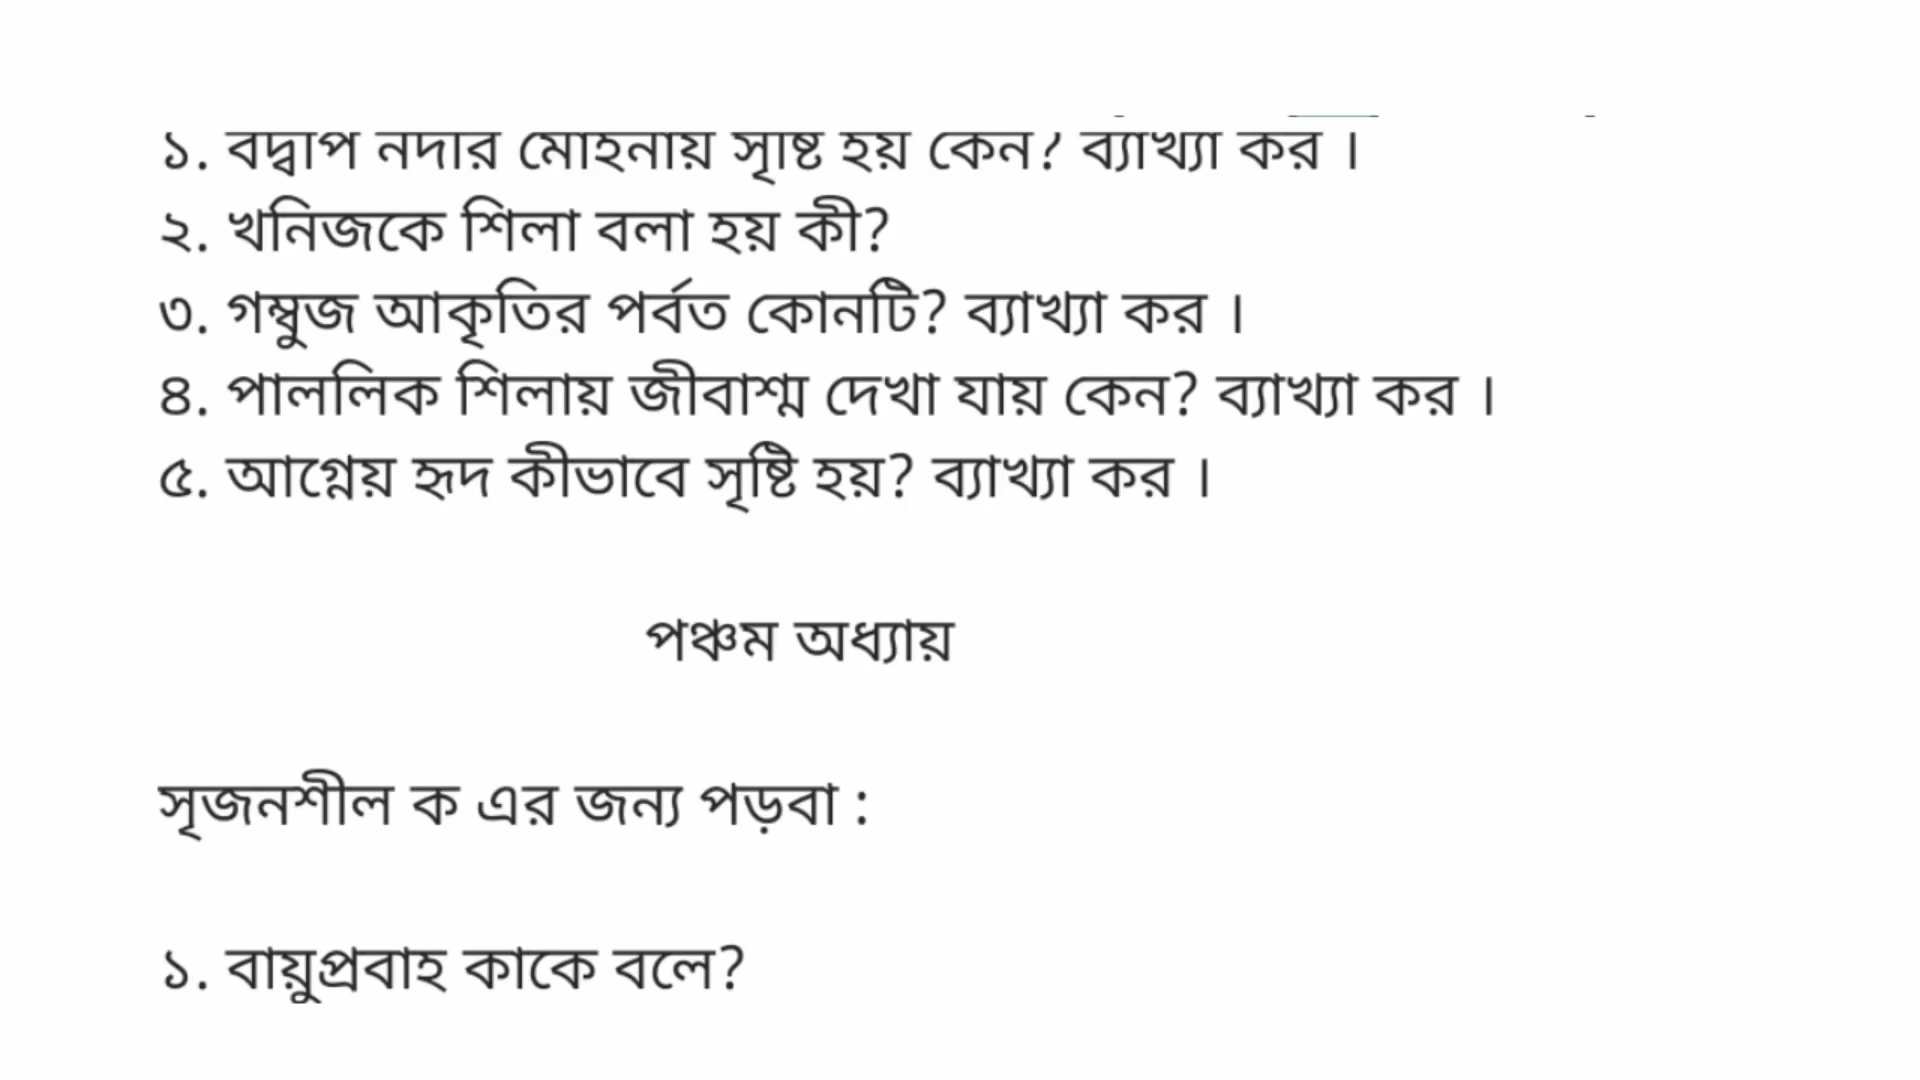 ১. বদ্বীপ নদীর মোহনায় সৃষ্টি হয় কেন? ব্যাখ্যা কর ।
২. খনিজকে শিলা বলা হয় কী?
৩. গম্বুজ আকৃতির পর্বত কোনটি? ব্যাখ্যা কর ।
৪. পাললিক শিলায় জীবাশ্ম দেখা যায় কেন? ব্যাখ্যা কর ।
৫. আগ্নেয় হৃদ কীভাবে সৃষ্টি হয়? ব্যাখ্যা কর ।
পঞ্চম অধ্যায়
সৃজনশীল ক এর জন্য পড়বা :
১. বায়ুপ্রবাহ কাকে বলে?